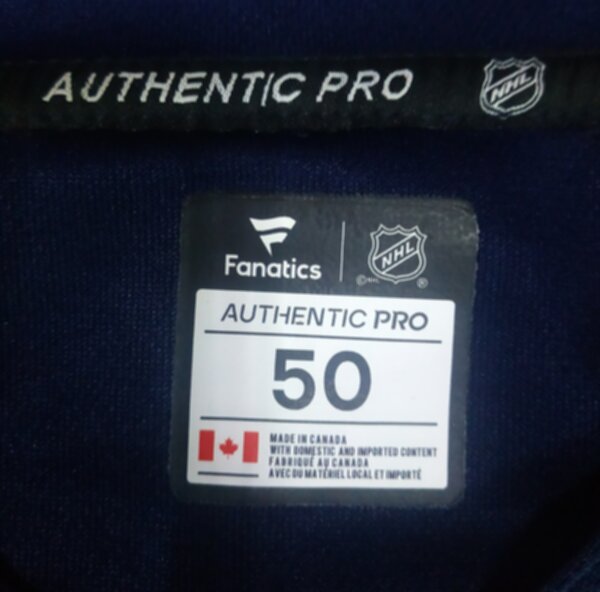 AUTHENTIC PRO NHL
Fanatics NHL
©NHL ®
AUTHENTIC PRO
50
MADE IN CANADA
WITH DOMESTIC AND IMPORTED CONTENT
FABRIQUÉ AU CANADA
AVEC DU MATÉRIEL LOCAL ET IMPORTÉ